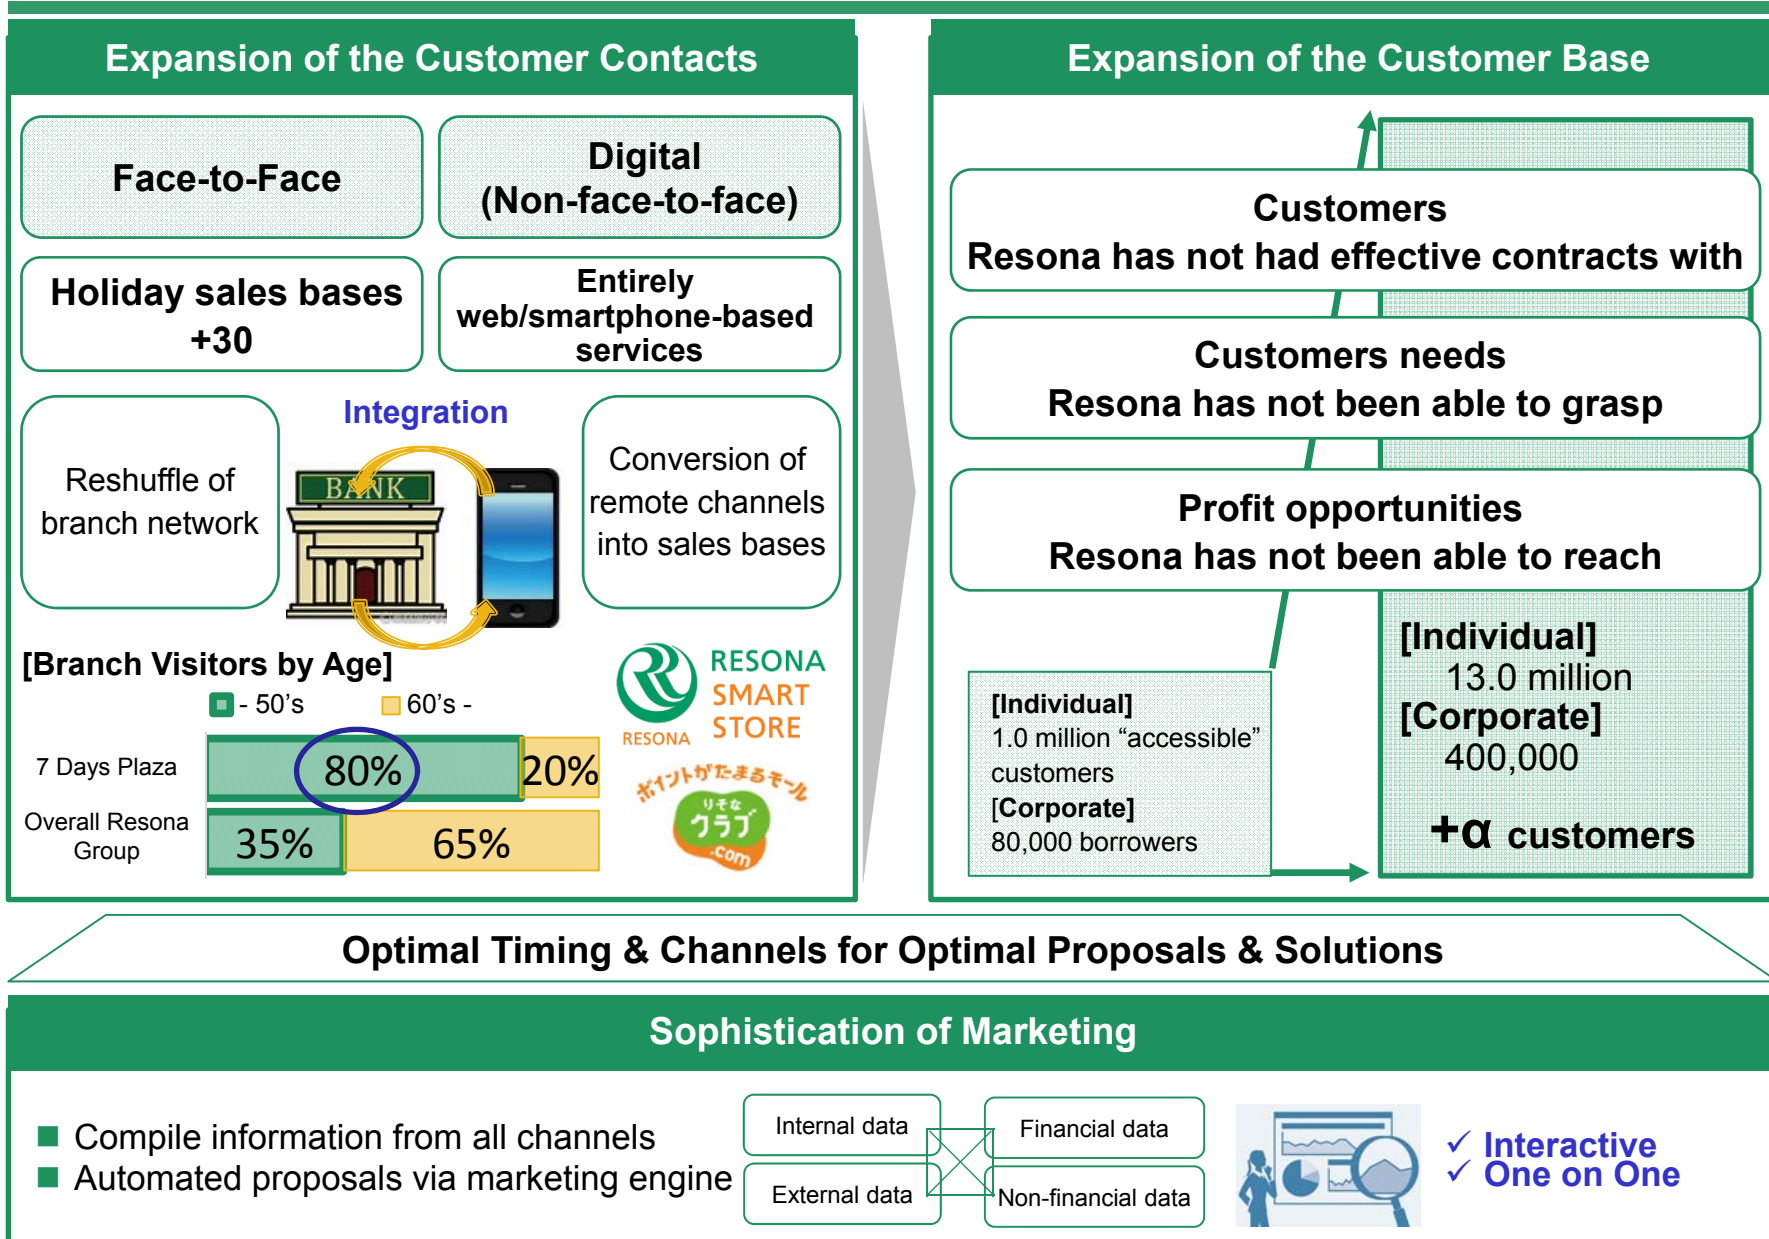 Expansion of the Customer Contacts
Face-to-Face
Digital
(Non-face-to-face)
Holiday sales bases
+30
Entirely
web/smartphone-based
services
Reshuffle of
branch network
Integration
BANK
Conversion of
remote channels
into sales bases
[Branch Visitors by Age]
- 50's
60's -
7 Days Plaza
80%
20%
Overall Resona
Group
35%
65%
RESONA
RESONA
SMART
STORE
ポイントがたまるモール
りそな
クラブ
.com
Expansion of the Customer Base
Customers
Resona has not had effective contracts with
Customers needs
Resona has not been able to grasp
Profit opportunities
Resona has not been able to reach
[Individual]
1.0 million “accessible”
customers
[Corporate]
80,000 borrowers
[Individual]
13.0 million
[Corporate]
400,000
+α customers
Optimal Timing & Channels for Optimal Proposals & Solutions
Sophistication of Marketing
■ Compile information from all channels
■ Automated proposals via marketing engine
Internal data
Financial data
External data
Non-financial data
✓ Interactive
✓ One on One